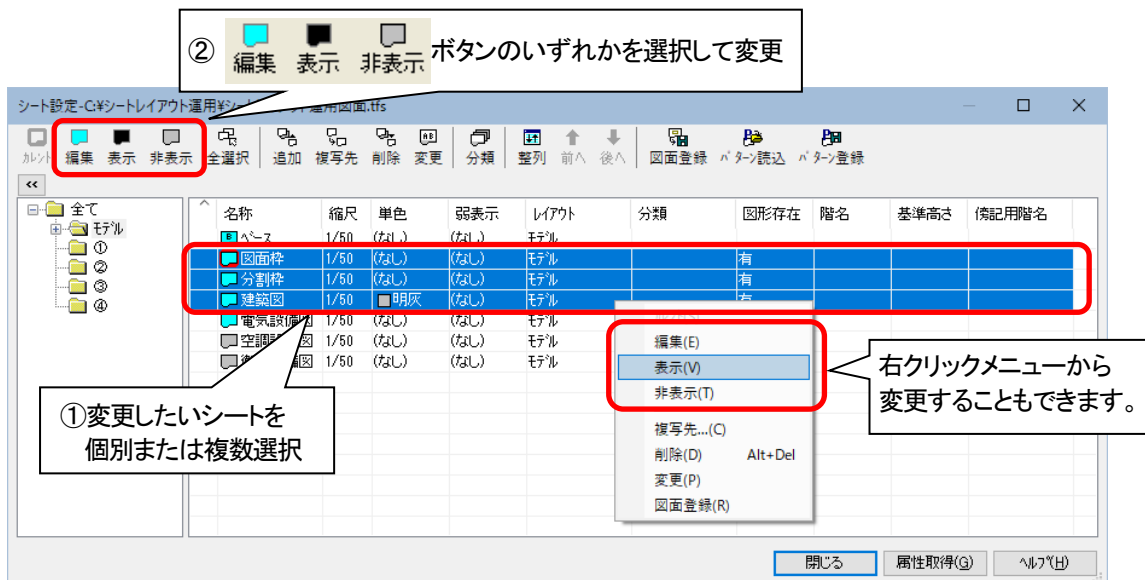 ② 編集 表示 非表示 ボタンのいずれかを選択して変更
シート設定-C:¥シートレイアウト運用¥シ
運用図面.tfs
カレント 編集 表示 非表示 全選択 追加 複写先 削除 変更 分類 整列 前へ 後へ 図面登録 パターン読込 パターン登録
<<
全て
モデル
①
②
③
④
名称 縮尺 単色 弱表示 レイアウト 分類 図形存在 階名 基準高さ 傍記用階名
ベース 1/50 (なし) (なし) モデル
図面枠 1/50 (なし) (なし) モデル 有
分割枠 1/50 (なし) (なし) モデル 有
建築図 1/50 明灰 (なし) モデル 有
電気設備図 1/50 (なし) (なし) モデル
空調 図 1/50 (なし) (なし) モデル
図 1/50 (なし) (なし) モデル
編集(E)
表示(V)
非表示(T)
複写先...(C)
削除(D) Alt+Del
変更(P)
図面登録(R)
右クリックメニューから
変更することもできます。
①変更したいシートを
個別または複数選択
閉じる 属性取得(G) ヘルプ(H)